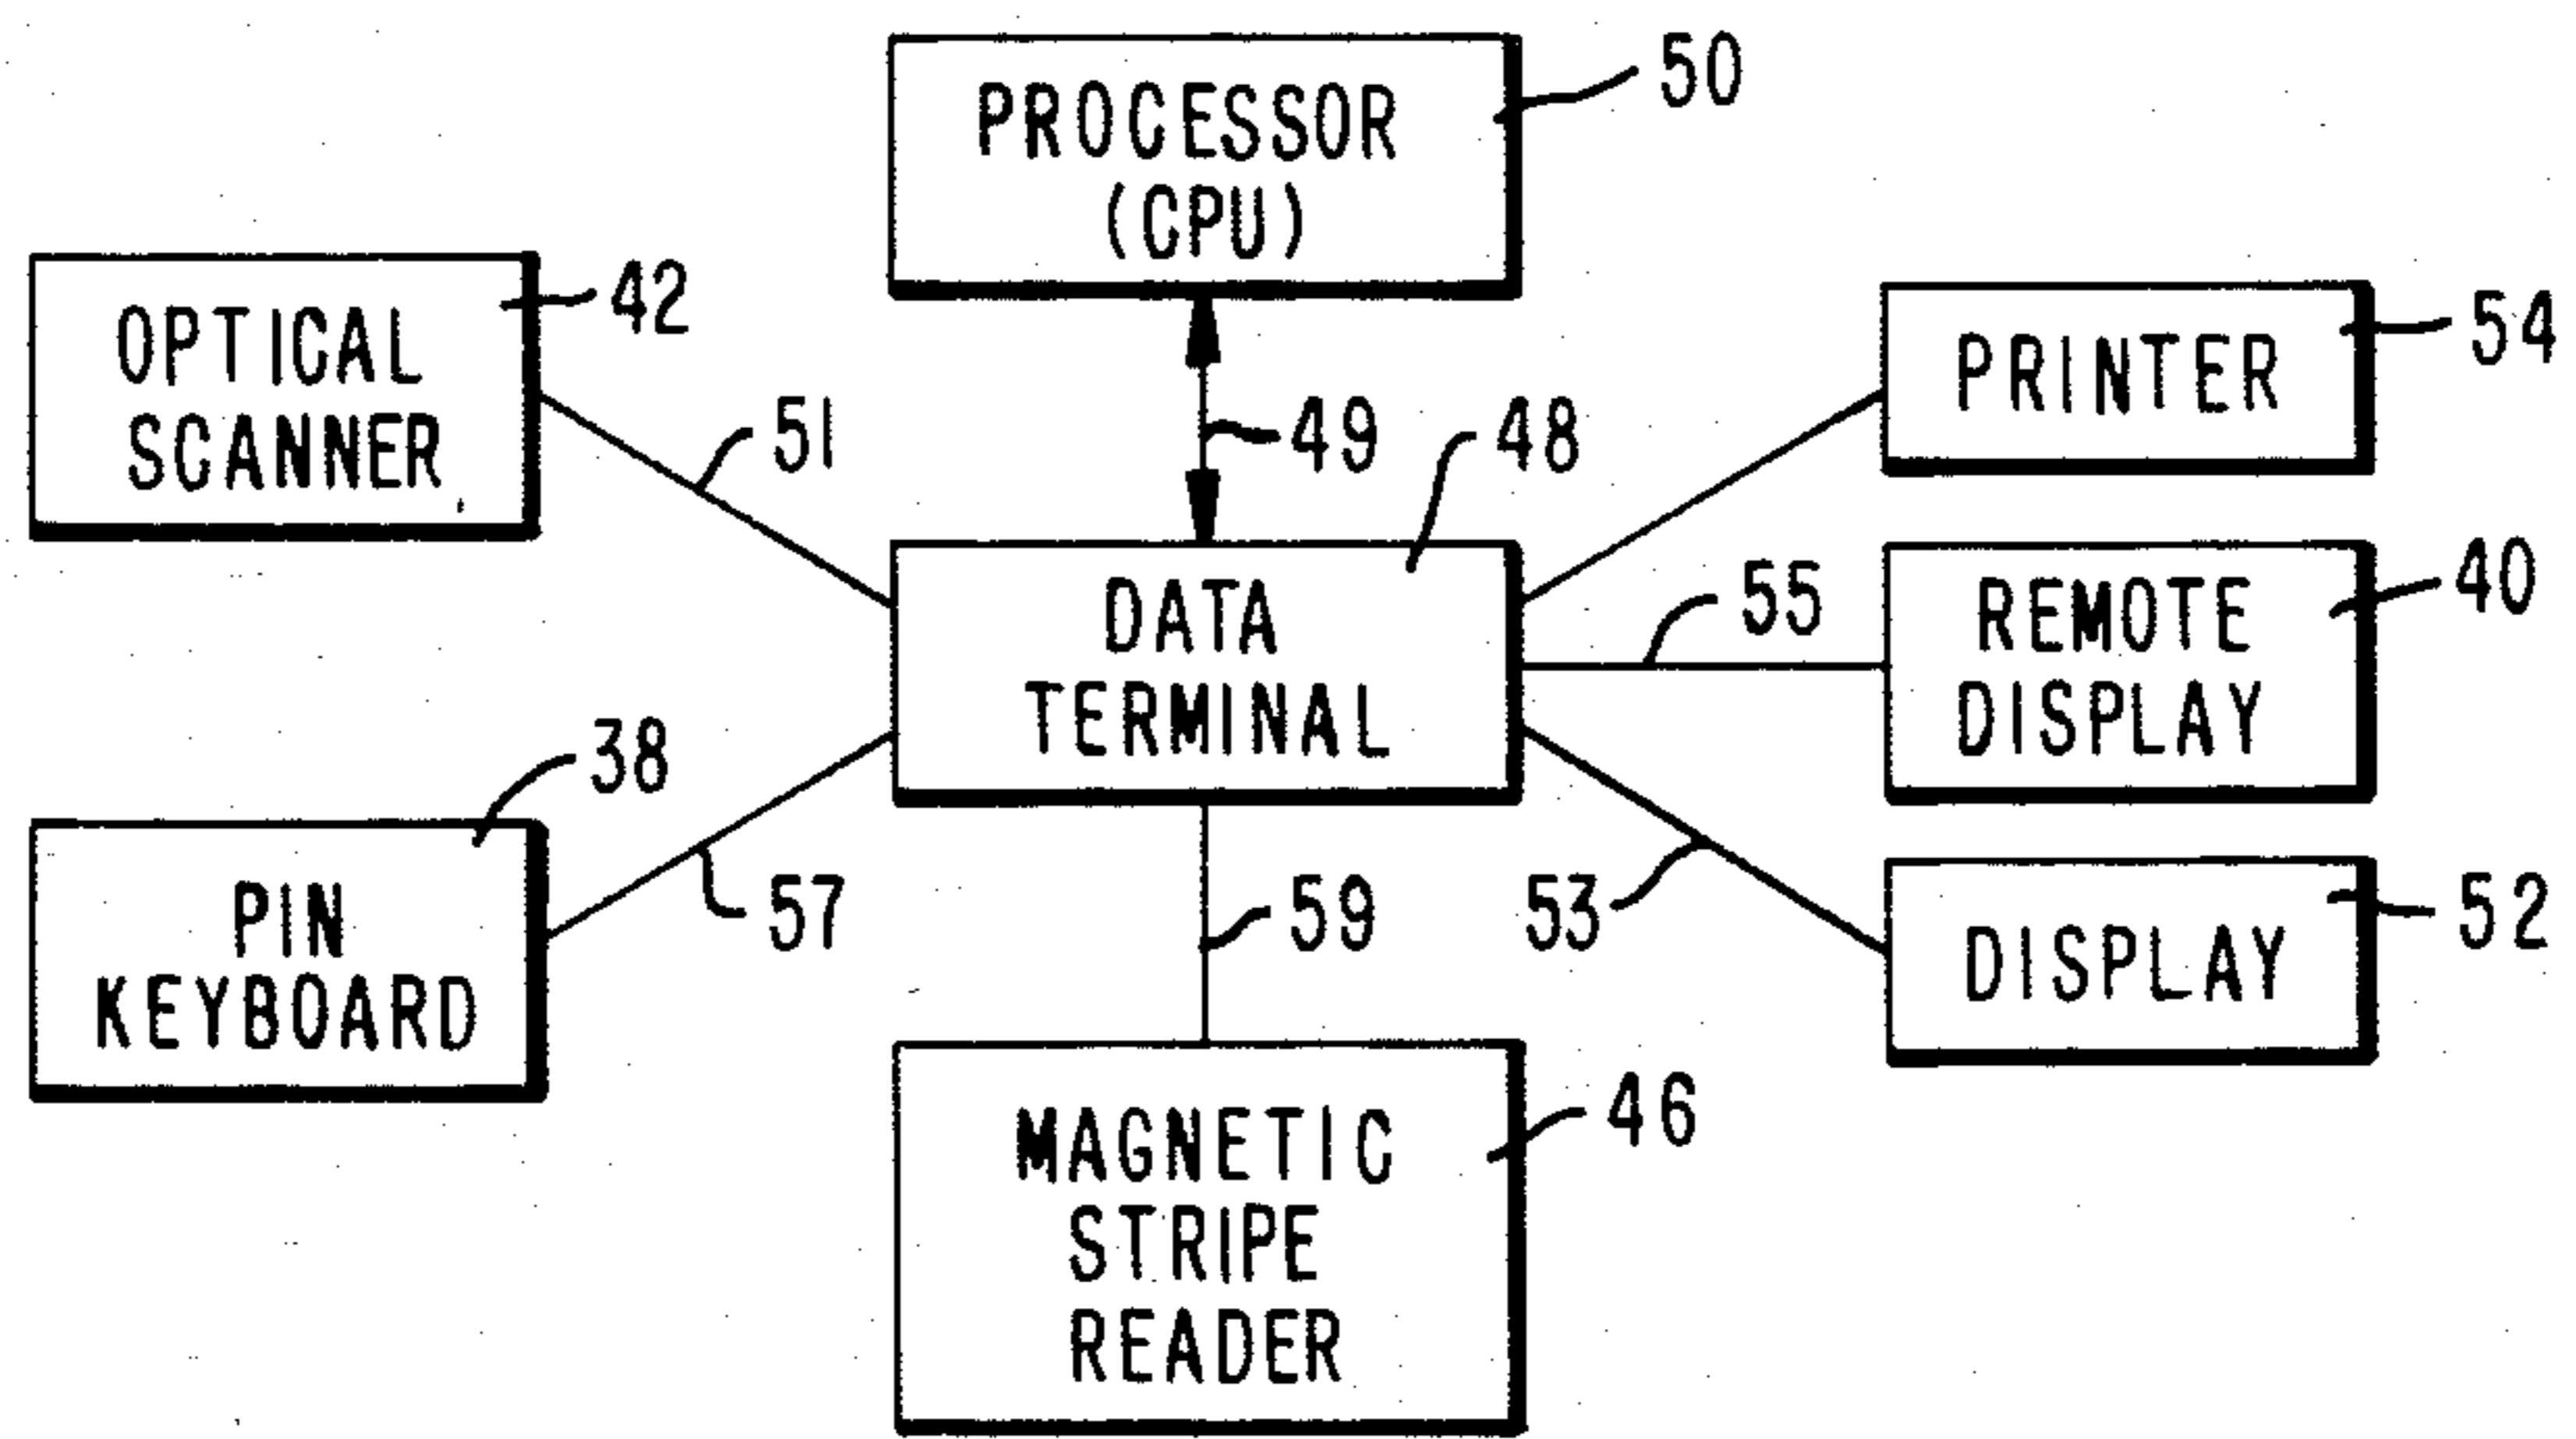 PROCESSOR
(CPU)
50
OPTICAL
SCANNER
42
51
49
48
PRINTER
54
DATA
TERMINAL
55
REMOTE
DISPLAY
40
38
PIN
KEYBOARD
57
59
53
DISPLAY
52
MAGNETIC
STRIPE
READER
46